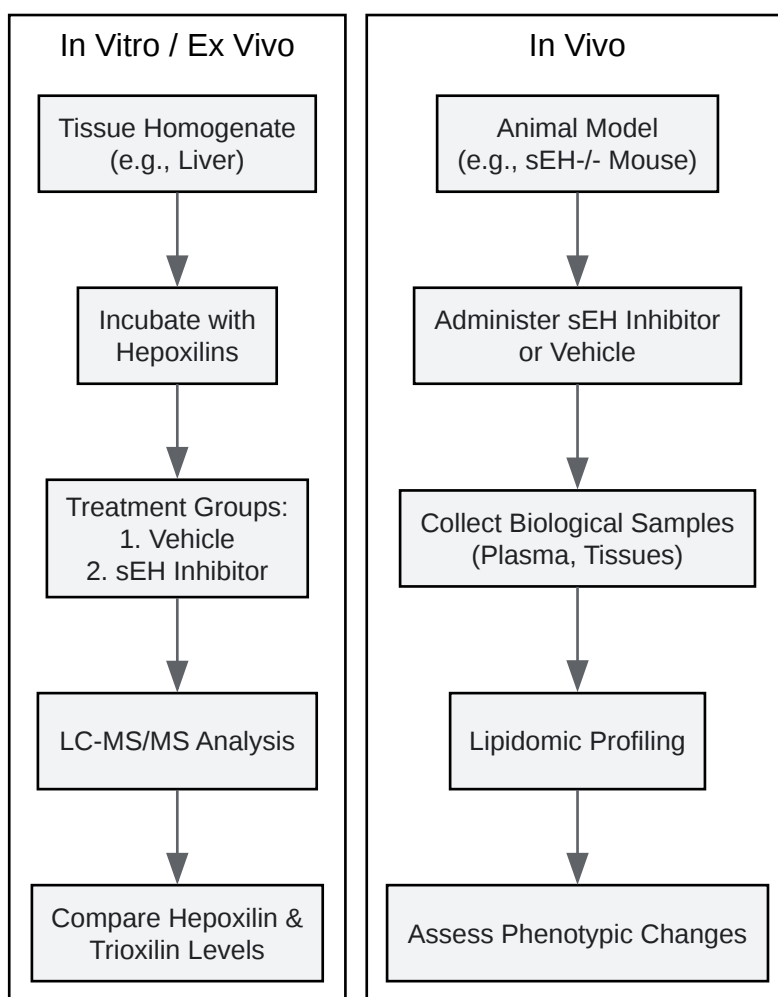 In Vitro / Ex Vivo
Tissue Homogenate
(e.g., Liver)
Incubate with
Hepoxilins
Treatment Groups:
1. Vehicle
2. sEH Inhibitor
LC-MS/MS Analysis
Compare Hepoxilin &
Trioxilin Levels
In Vivo
Animal Model
(e.g., sEH-/- Mouse)
Administer sEH Inhibitor
or Vehicle
Collect Biological Samples
(Plasma, Tissues)
Lipidomic Profiling
Assess Phenotypic Changes